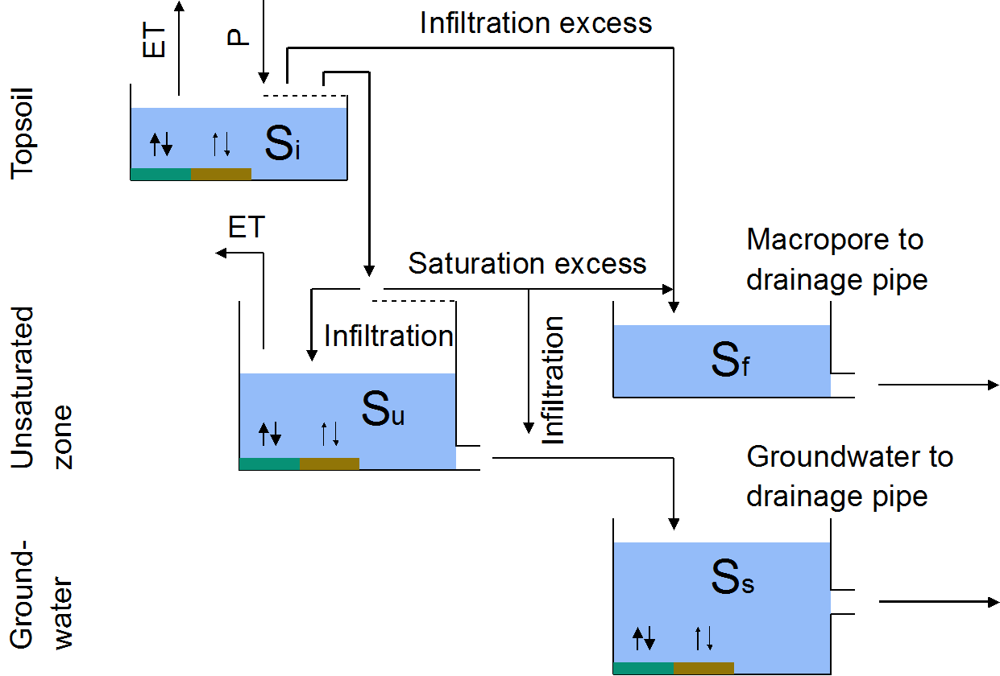 Infiltration excess
ET
P
Topsoil
Si
ET
Saturation excess
Macropore to
drainage pipe
Unsaturated
zone
Infiltration
Infiltration
Sf
Su
Groundwater to
drainage pipe
Ground-
water
Ss